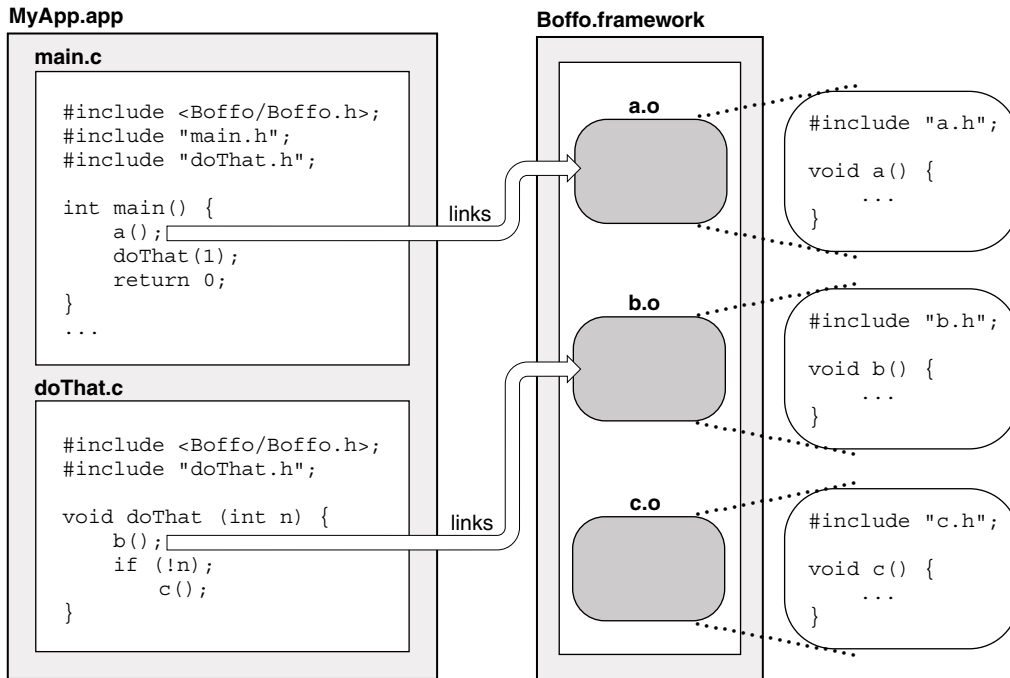 MyApp.app
main.c
#include <Boffo/Boffo.h>;
#include "main.h";
#include "doThat.h";
int main() {
a();
doThat(1);
return 0;
}
...
doThat.c
#include <Boffo/Boffo.h>;
#include "doThat.h";
void doThat (int n) {
b();
if (!n);
c();
}
links
links
Boffo.framework
a.o
#include "a.h";
void a() {
...
}
b.o
#include "b.h";
void b() {
...
}
c.o
#include "c.h";
void c() {
...
}